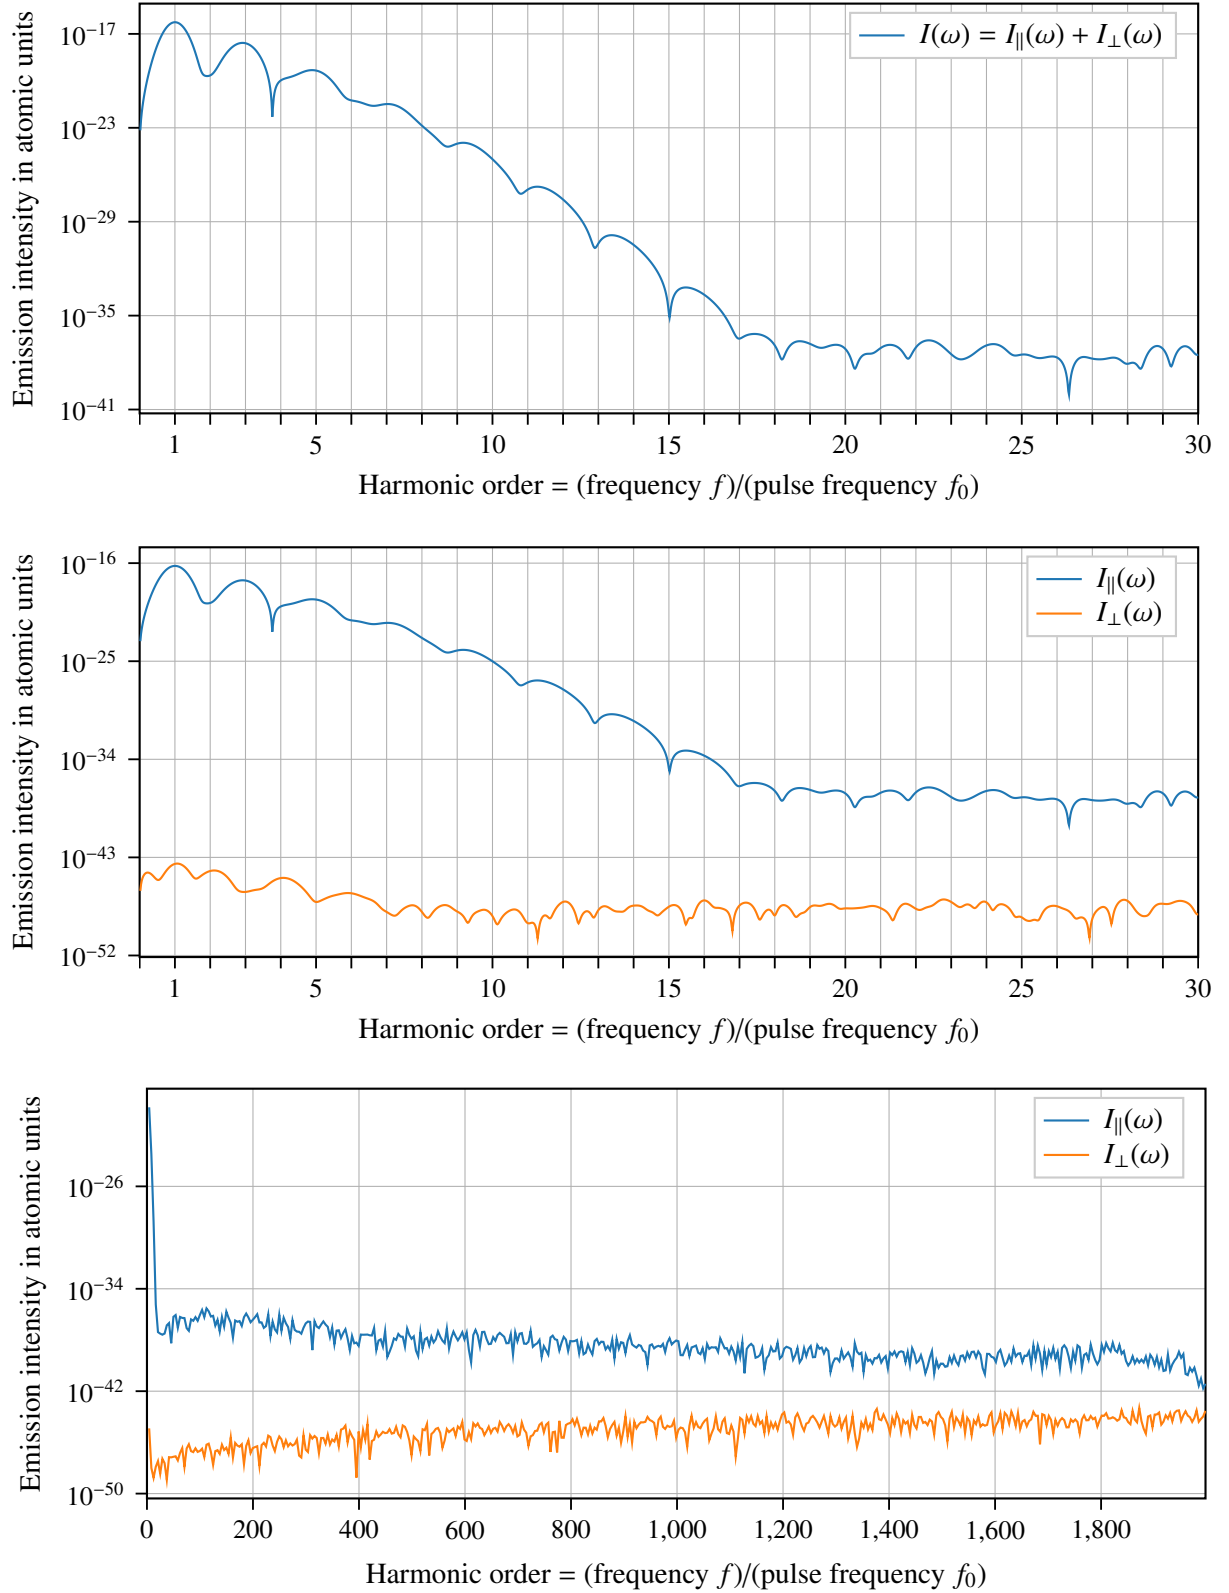 Emission intensity in atomic units
10⁻¹⁷
10⁻²³
10⁻²⁹
10⁻³⁵
10⁻⁴¹
I(ω) = I∥(ω) + I⊥(ω)
1 5 10 15 20 25 30
Harmonic order = (frequency f)/(pulse frequency f₀)
Emission intensity in atomic units
10⁻¹⁶
10⁻²⁵
10⁻³⁴
10⁻⁴³
10⁻⁵²
I∥(ω)
I⊥(ω)
1 5 10 15 20 25 30
Harmonic order = (frequency f)/(pulse frequency f₀)
Emission intensity in atomic units
10⁻²⁶
10⁻³⁴
10⁻⁴²
10⁻⁵⁰
I∥(ω)
I⊥(ω)
0 200 400 600 800 1,000 1,200 1,400 1,600 1,800
Harmonic order = (frequency f)/(pulse frequency f₀)